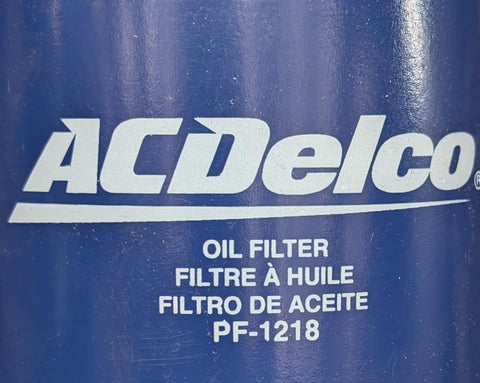 ACDelco®
OIL FILTER
FILTRE À HUILE
FILTRO DE ACEITE
PF-1218